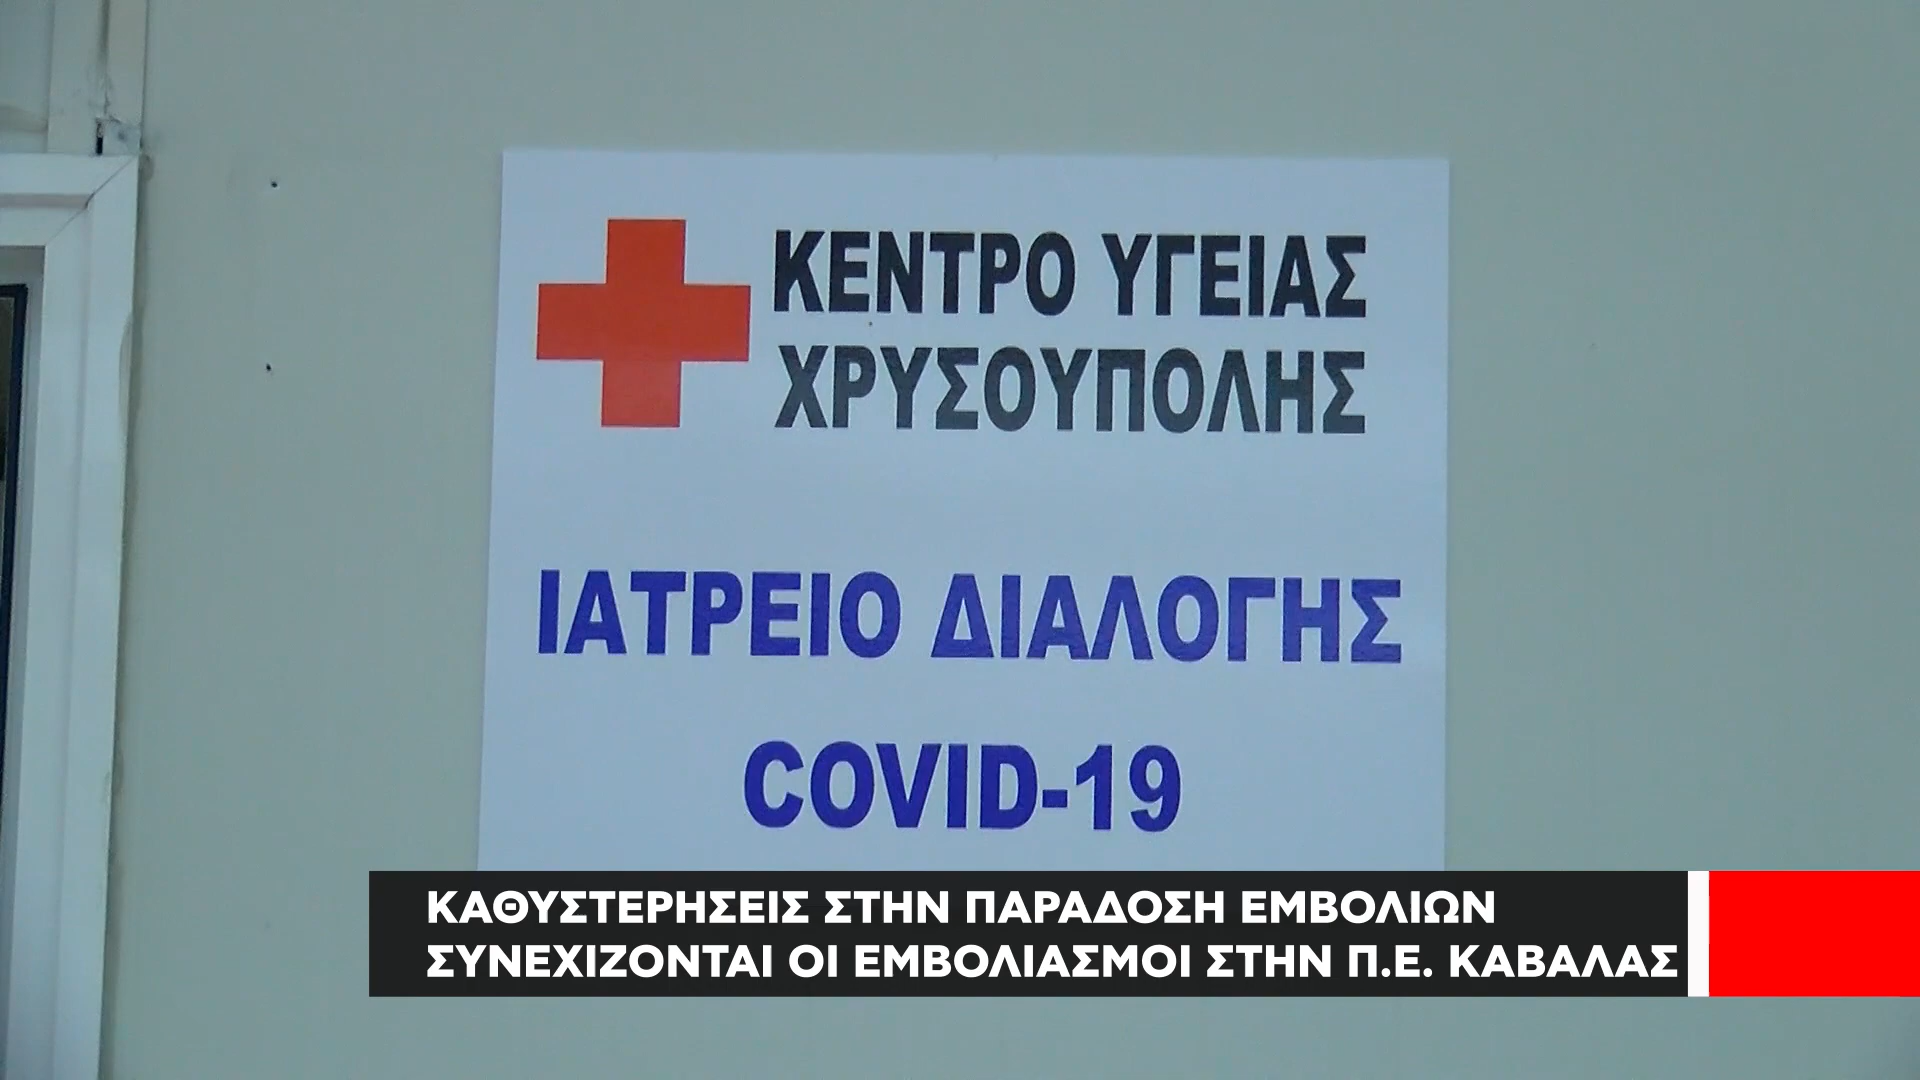 ΚΕΝΤΡΟ ΥΓΕΙΑΣ
ΧΡΥΣΟΥΠΟΛΗΣ
ΙΑΤΡΕΙΟ ΔΙΑΛΟΓΗΣ
COVID-19
ΚΑΘΥΣΤΕΡΗΣΕΙΣ ΣΤΗΝ ΠΑΡΑΔΟΣΗ ΕΜΒΟΛΙΩΝ
ΣΥΝΕΧΙΖΟΝΤΑΙ ΟΙ ΕΜΒΟΛΙΑΣΜΟΙ ΣΤΗΝ Π.Ε. ΚΑΒΑΛΑΣ